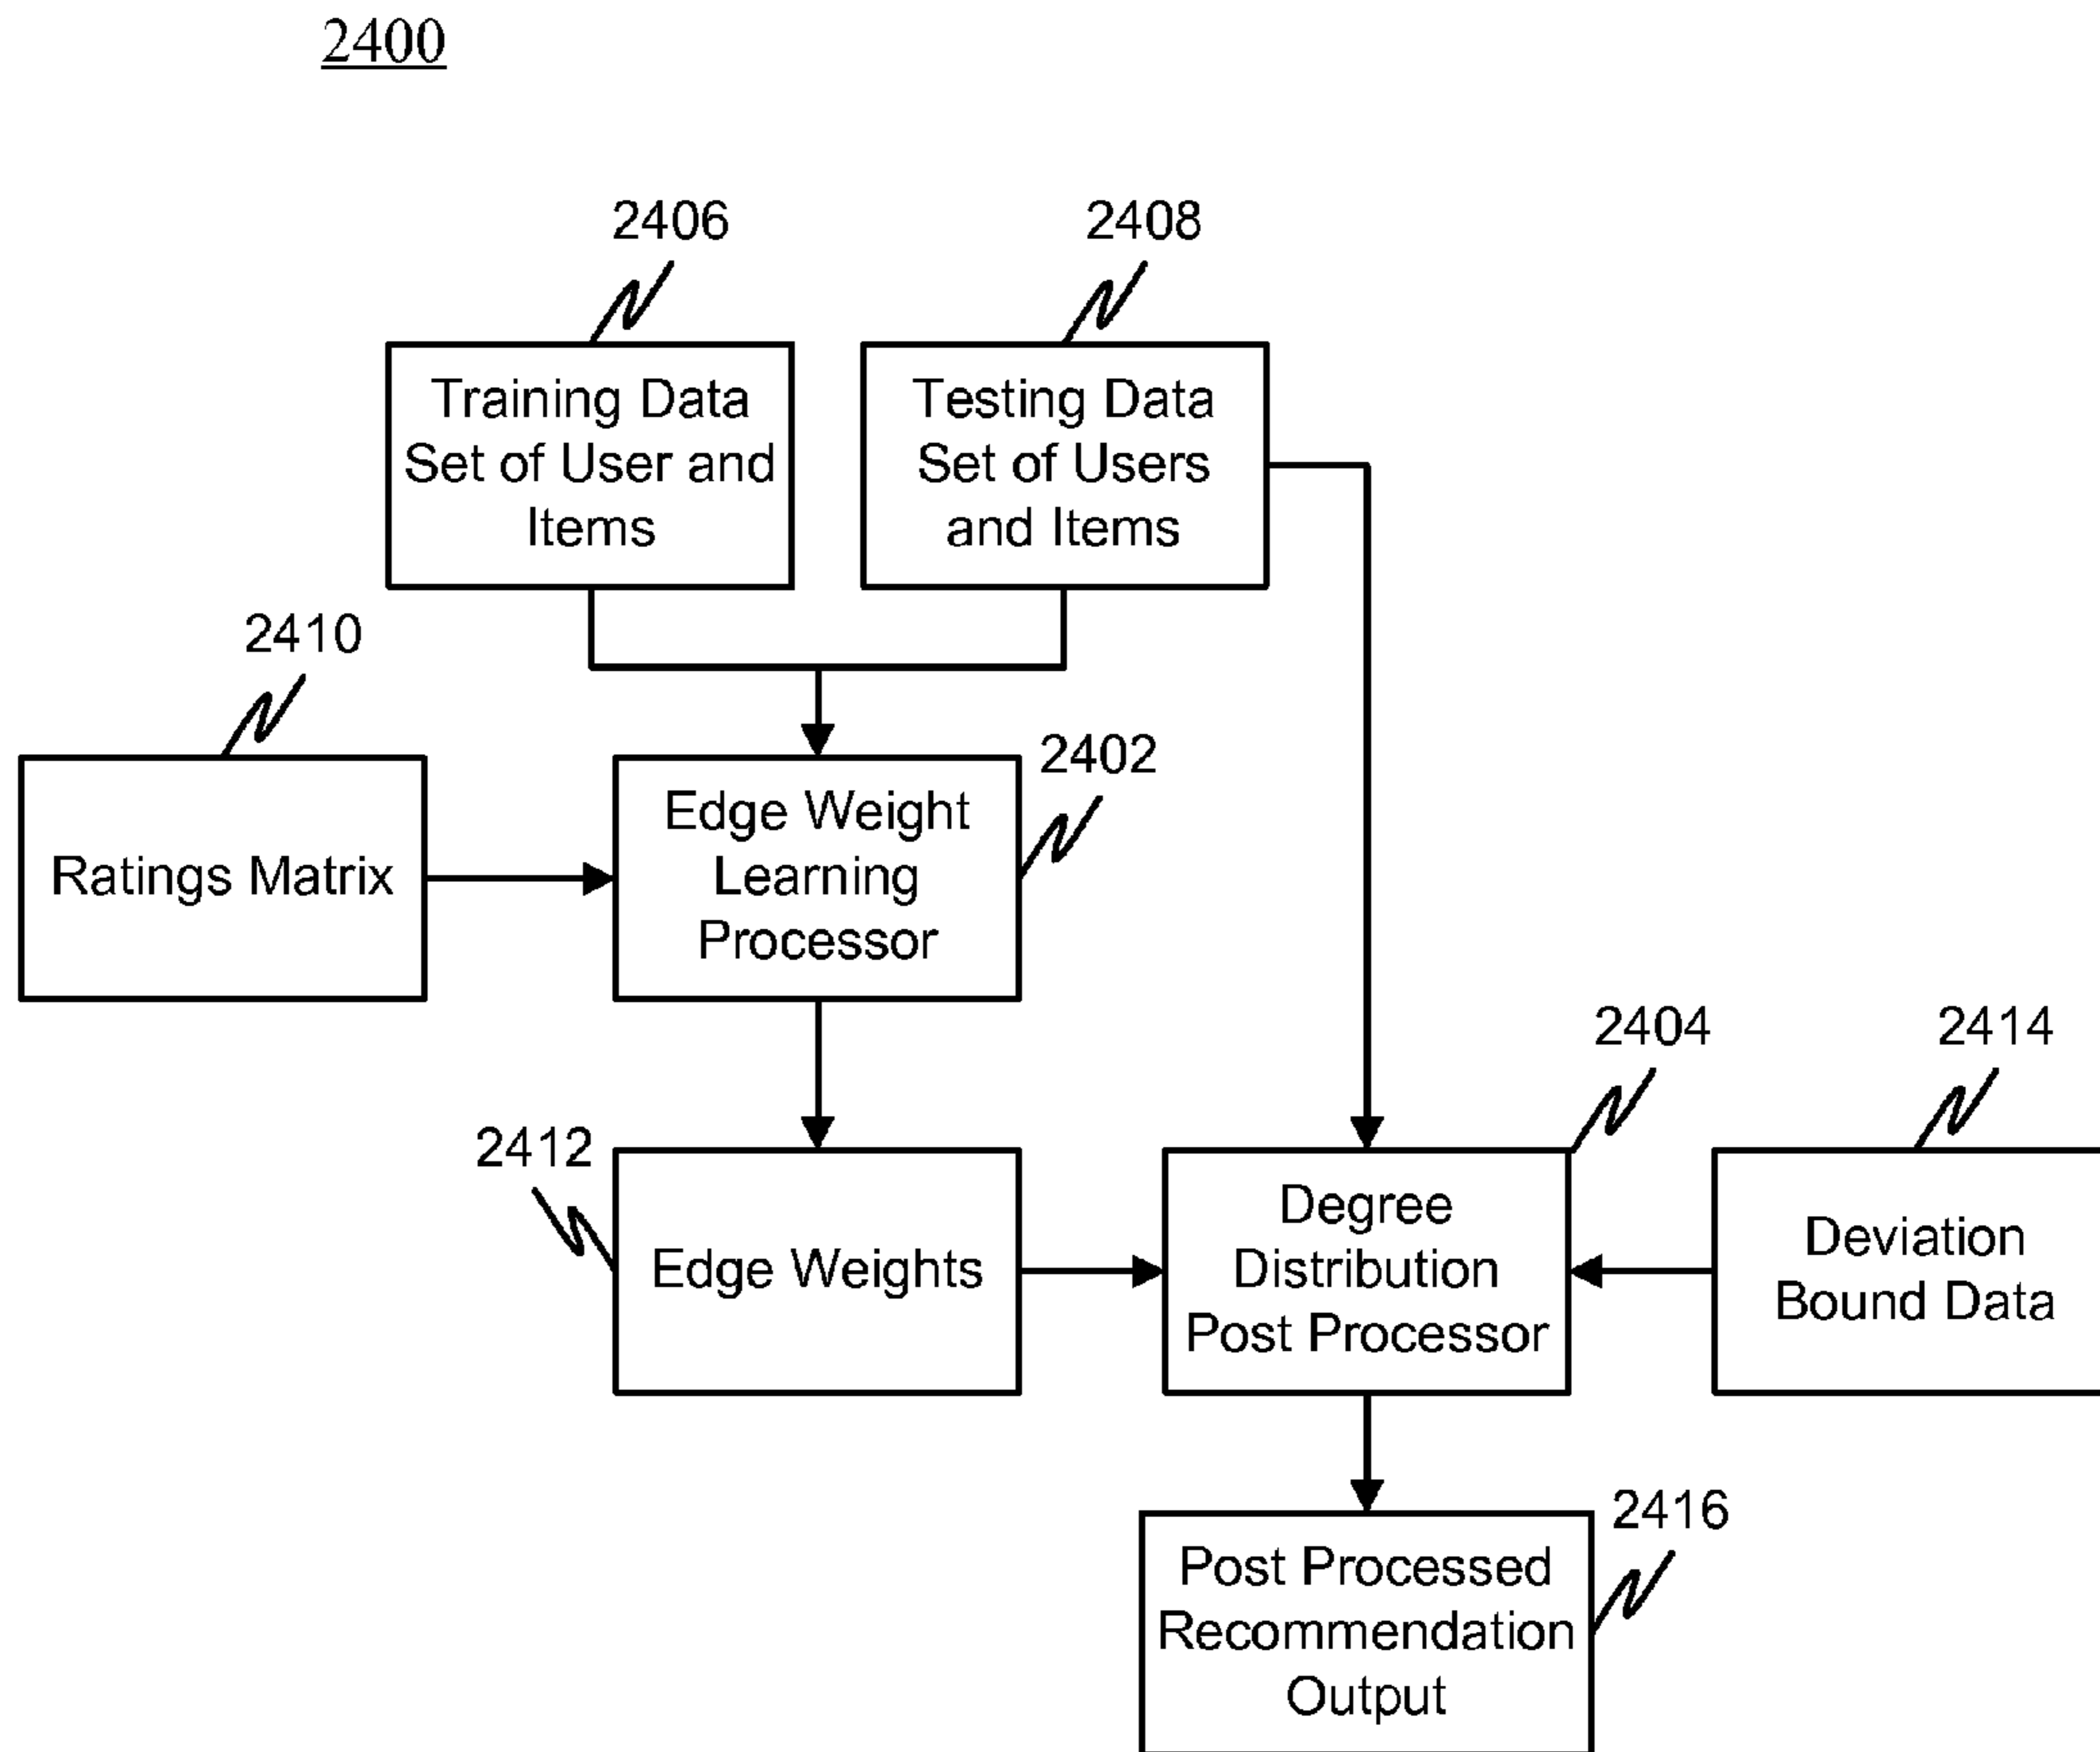 2400
2406
2408
Training Data
Set of User and
Items
Testing Data
Set of Users
and Items
2410
2402
Ratings Matrix
Edge Weight
Learning
Processor
2404
2414
2412
Edge Weights
Degree
Distribution
Post Processor
Deviation
Bound Data
2416
Post Processed
Recommendation
Output